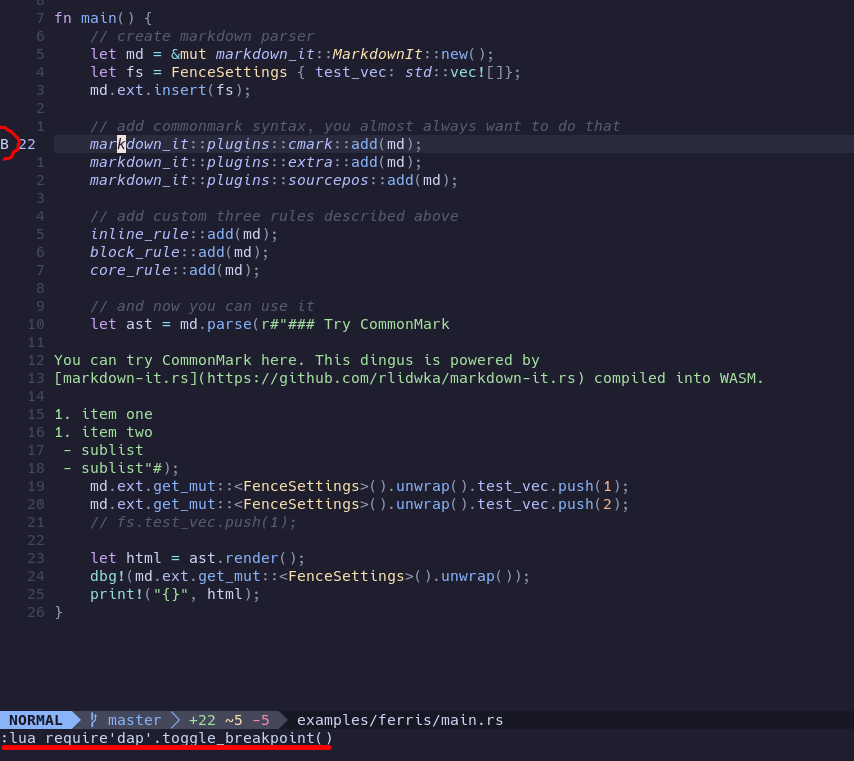 8
7 fn main() {
6     // create markdown parser
5     let md = &mut markdown_it::MarkdownIt::new();
4     let fs = FenceSettings { test_vec: std::vec![]};
3     md.ext.insert(fs);
2
1     // add commonmark syntax, you almost always want to do that
B 22     markdown_it::plugins::cmark::add(md);
1     markdown_it::plugins::extra::add(md);
2     markdown_it::plugins::sourcepos::add(md);
3
4     // add custom three rules described above
5     inline_rule::add(md);
6     block_rule::add(md);
7     core_rule::add(md);
8
9     // and now you can use it
10     let ast = md.parse(r#"### Try CommonMark
11
12 You can try CommonMark here. This dingus is powered by
13 [markdown-it.rs](https://github.com/rlidwka/markdown-it.rs) compiled into WASM.
14
15 1. item one
16 1. item two
17  - sublist
18  - sublist"#);
19     md.ext.get_mut::<FenceSettings>().unwrap().test_vec.push(1);
20     md.ext.get_mut::<FenceSettings>().unwrap().test_vec.push(2);
21     // fs.test_vec.push(1);
22
23     let html = ast.render();
24     dbg!(md.ext.get_mut::<FenceSettings>().unwrap());
25     print!("{}", html);
26 }
NORMAL master +22 ~5 -5 examples/ferris/main.rs
:lua require'dap'.toggle_breakpoint()